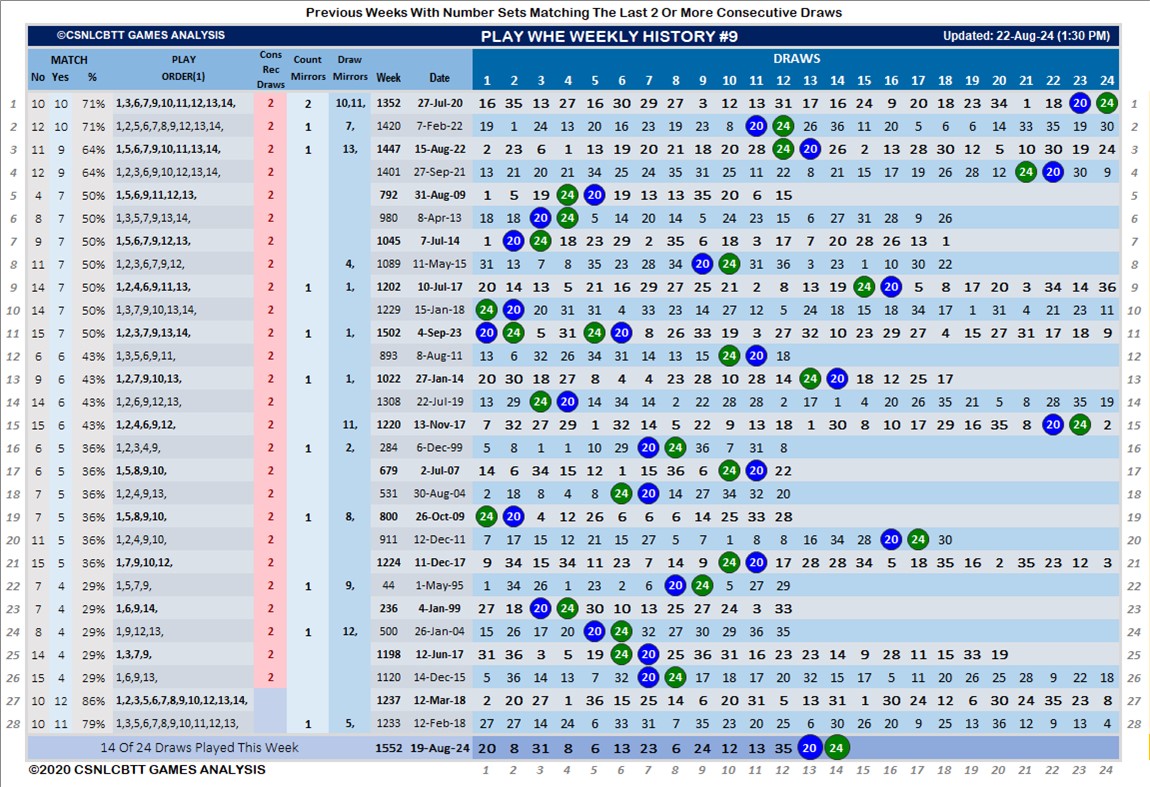 Previous Weeks With Number Sets Matching The Last 2 Or More Consecutive Draws
©CSNLCBTT GAMES ANALYSIS PLAY WHE WEEKLY HISTORY #9 Updated: 22-Aug-24 (1:30 PM)
MATCH PLAY Cons Count Draw DRAWS
No Yes % ORDER(1) Rec Draws Mirrors Mirrors Week Date 1 2 3 4 5 6 7 8 9 10 11 12 13 14 15 16 17 18 19 20 21 22 23 24
1 10 10 71% 1,3,6,7,9,10,11,12,13,14, 2 2 10,11, 1352 27-Jul-20 16 35 13 27 16 30 29 27 3 12 13 31 17 16 24 9 20 18 23 34 1 18 20 24 1
2 12 10 71% 1,2,5,6,7,8,9,12,13,14, 2 1 7, 1420 7-Feb-22 19 1 24 13 20 16 23 19 23 8 20 24 26 36 11 20 5 6 6 14 33 35 19 30 2
3 11 9 64% 1,5,6,7,9,10,11,13,14, 2 1 13, 1447 15-Aug-22 2 23 6 1 13 19 20 21 18 20 28 24 20 26 2 13 28 30 12 5 10 30 19 24 3
4 12 9 64% 1,2,3,6,9,10,12,13,14, 2 1401 27-Sep-21 13 21 20 21 34 25 24 35 31 25 11 22 8 21 15 17 19 26 28 12 24 20 30 9 4
5 4 7 50% 1,5,6,9,11,12,13, 2 792 31-Aug-09 1 5 19 24 20 19 13 13 35 20 6 15 5
6 8 7 50% 1,3,5,7,9,13,14, 2 980 8-Apr-13 18 18 20 24 5 14 20 14 5 24 23 15 6 27 31 28 9 26 6
7 9 7 50% 1,5,6,7,9,12,13, 2 1045 7-Jul-14 1 20 24 18 23 29 2 35 6 18 3 17 7 20 28 26 13 1 7
8 11 7 50% 1,2,3,6,7,9,12, 2 4, 1089 11-May-15 31 13 7 8 35 23 28 34 20 24 31 36 3 23 1 10 30 22 8
9 14 7 50% 1,2,4,6,9,11,13, 2 1 1, 1202 10-Jul-17 20 14 13 5 21 16 29 27 25 21 2 8 13 19 24 20 5 8 17 20 3 34 14 36 9
10 14 7 50% 1,3,7,9,10,13,14, 2 1229 15-Jan-18 24 20 20 31 31 4 33 23 14 27 12 5 24 18 15 18 34 17 1 31 4 21 23 11 10
11 15 7 50% 1,2,3,7,9,13,14, 2 1 1, 1502 4-Sep-23 20 24 5 31 24 20 8 26 33 19 3 27 32 10 23 29 27 4 15 27 31 17 18 9 11
12 6 6 43% 1,3,5,6,9,11, 2 893 8-Aug-11 13 6 32 26 34 31 14 13 15 24 20 18 12
13 9 6 43% 1,2,7,9,10,13, 2 1 1, 1022 27-Jan-14 20 30 18 27 8 4 4 23 28 10 28 14 24 20 18 12 25 17 13
14 14 6 43% 1,2,6,9,12,13, 2 1308 22-Jul-19 13 29 24 20 5 14 34 14 2 22 28 2 17 1 4 20 26 35 21 5 8 28 35 19 14
15 15 6 43% 1,2,4,6,9,12, 2 11, 1220 13-Nov-17 7 32 27 29 1 32 14 5 22 9 13 18 1 30 8 10 17 29 16 35 8 20 24 2 15
16 6 5 36% 1,2,3,4,9, 2 1 2, 284 6-Dec-99 5 8 1 1 10 29 20 24 36 7 31 8 16
17 6 5 36% 1,5,8,9,10, 2 679 2-Jul-07 14 6 34 15 12 1 15 36 6 24 20 22 17
18 7 5 36% 1,2,4,9,13, 2 531 30-Aug-04 2 18 8 4 8 24 20 14 27 34 32 20 18
19 7 5 36% 1,5,8,9,10, 2 1 8, 800 26-Oct-09 24 20 4 12 26 6 6 6 14 25 33 28 19
20 11 5 36% 1,2,4,9,10, 2 911 12-Dec-11 7 17 15 12 21 15 27 5 7 1 8 8 16 34 28 20 24 30 20
21 15 5 36% 1,7,9,10,12, 2 1224 11-Dec-17 9 34 15 34 11 23 7 14 9 24 20 17 28 28 34 5 18 35 16 2 35 23 12 3 21
22 7 4 29% 1,5,7,9, 2 1 9, 44 1-May-95 1 34 26 1 23 2 6 20 24 5 27 29 22
23 7 4 29% 1,6,9,14, 2 236 4-Jan-99 27 18 20 24 30 10 13 25 27 24 3 33 23
24 8 4 29% 1,9,12,13, 2 1 12, 500 26-Jan-04 15 26 17 20 20 24 32 27 30 29 36 35 24
25 14 4 29% 1,3,7,9, 2 1198 12-Jun-17 31 36 3 5 19 24 20 25 36 31 16 23 23 14 9 28 11 15 33 20 19 25
26 15 4 29% 1,6,9,13, 2 1120 14-Dec-15 5 36 14 13 7 32 20 24 17 18 17 20 32 15 17 5 11 20 26 25 28 9 22 18 26
27 10 12 86% 1,2,3,5,6,7,8,9,10,12,13,14, 1237 12-Mar-18 2 20 27 1 36 15 25 14 6 20 31 5 13 31 1 30 24 12 6 30 24 35 23 8 27
28 10 11 79% 1,3,5,6,7,8,9,10,11,12,13, 1 5, 1233 12-Feb-18 27 27 14 24 6 33 31 7 35 23 20 25 6 30 26 20 9 25 13 36 12 9 13 4 28
14 Of 24 Draws Played This Week 1552 19-Aug-24 20 8 31 8 6 13 23 6 24 12 13 35 20 24
©2020 CSNLCBTT GAMES ANALYSIS 1 2 3 4 5 6 7 8 9 10 11 12 13 14 15 16 17 18 19 20 21 22 23 24